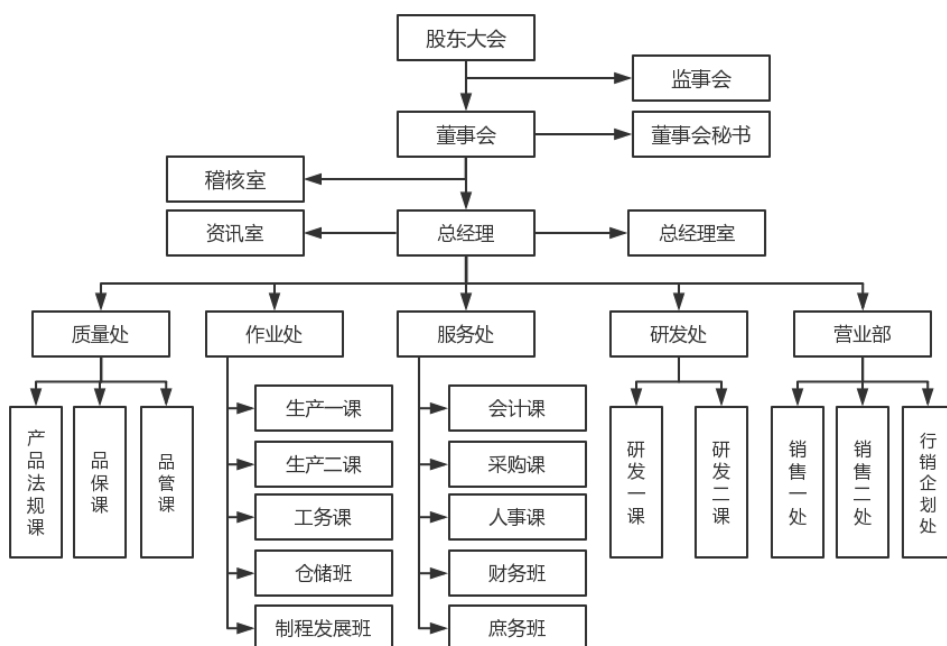 股东大会
监事会
董事会
董事会秘书
稽核室
资讯室
总经理
总经理室
质量处
作业处
服务处
研发处
营业部
产品法规课
品保课
品管课
生产一课
生产二课
工务课
仓储班
制程发展班
会计课
采购课
人事课
财务班
庶务班
研发一课
研发二课
销售一处
销售二处
行销企划处